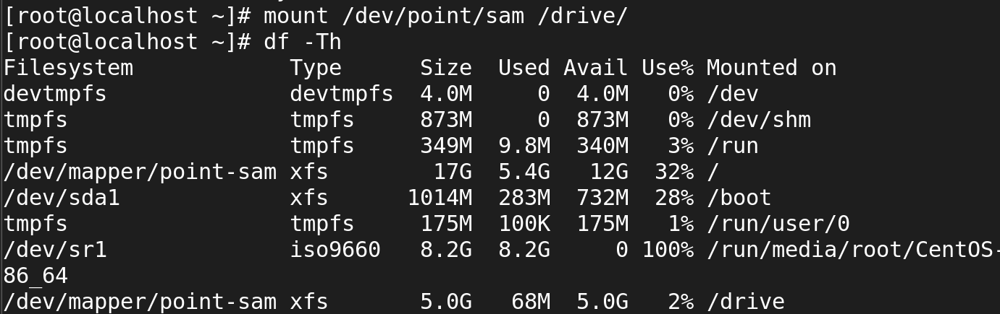 [root@localhost ~]# mount /dev/point/sam /drive/
[root@localhost ~]# df -Th
Filesystem            Type      Size  Used Avail Use% Mounted on
devtmpfs              devtmpfs  4.0M     0  4.0M   0% /dev
tmpfs                 tmpfs     873M     0  873M   0% /dev/shm
tmpfs                 tmpfs     349M  9.8M  340M   3% /run
/dev/mapper/point-sam xfs        17G  5.4G   12G  32% /
/dev/sda1             xfs      1014M  283M  732M  28% /boot
tmpfs                 tmpfs     175M  100K  175M   1% /run/user/0
/dev/sr1              iso9660   8.2G  8.2G     0 100% /run/media/root/CentOS-
86_64
/dev/mapper/point-sam xfs       5.0G   68M  5.0G   2% /drive